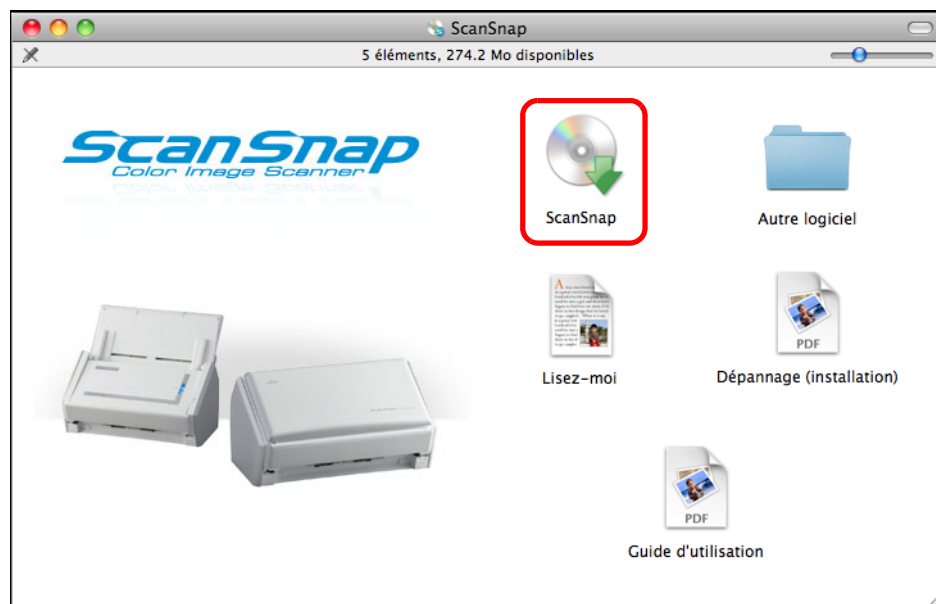 ScanSnap
5 éléments, 274.2 Mo disponibles
ScanSnap
Color Image Scanner
ScanSnap
Autre logiciel
PDF
Lisez-moi
Dépannage (installation)
PDF
Guide d'utilisation